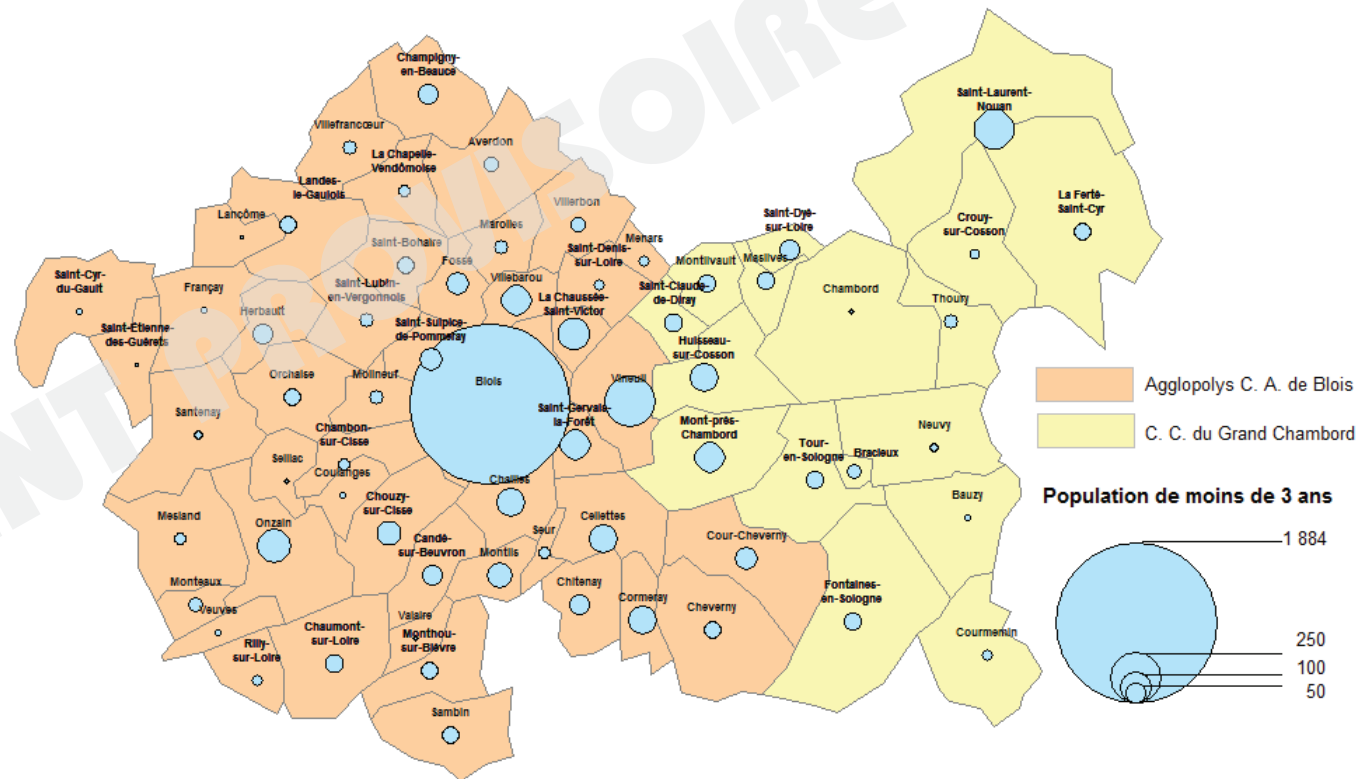 DOCUMENT PROVISOIRE
Champigny-
en-Beauce
Saint-Laurent-
Nouan
Villefrancœur
Averdon
La Chapelle-
Vendômoise
Landes-
le-Gaulois
La Ferté-
Saint-Cyr
Lancôme
Villerbon
Saint-Dyé-
sur-Loire
Crouy-
sur-Cosson
Marolles
Saint-Bohaire
Menars
Saint-Denis-
sur-Loire
Montlivault
Maslives
Fossé
Saint-Cyr-
du-Gault
Villebarou
Françay
Saint-Lubin-
en-Vergonnois
Saint-Claude-
de-Diray
Chambord
Thoury
La Chaussée-
Saint-Victor
Herbault
Saint-Étienne-
des-Guérets
Saint-Sulpice-
de-Pommeray
Huisseau-
sur-Cosson
Orchaise
Molineuf
Blois
Vineuil
Agglopolys C. A. de Blois
Santenay
Saint-Gervais-
la-Forêt
Mont-près-
Chambord
Neuvy
C. C. du Grand Chambord
Chambon-
sur-Cisse
Tour-
en-Sologne
Bracieux
Seillac
Coulanges
Chailles
Chouzy-
sur-Cisse
Bauzy
Population de moins de 3 ans
Mesland
Onzain
Cellettes
Seur
Cour-Cheverny
1 884
Candé-
sur-Beuvron
Montils
Monteaux
Chitenay
Fontaines-
en-Sologne
Cormeray
Cheverny
Veuves
Valaire
Chaumont-
sur-Loire
Monthou-
sur-Bièvre
Courmemin
250
Rilly-
sur-Loire
100
50
Sambin